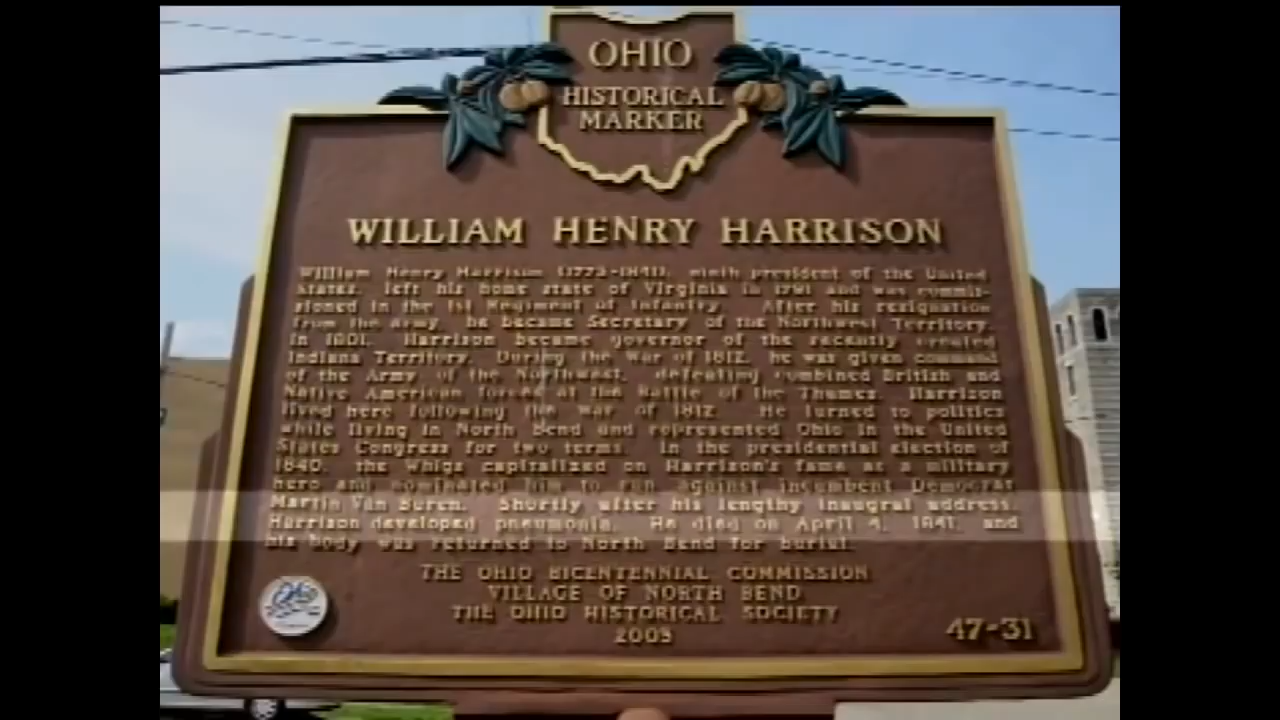 OHIO
HISTORICAL
MARKER
WILLIAM HENRY HARRISON
William Henry Harrison (1773-1841), ninth president of the United
States, left his home state of Virginia in 1791 and was commis-
sioned in the 1st Regiment of Infantry. After his resignation
from the Army, he became Secretary of the Northwest Territory.
In 1801, Harrison became governor of the recently created
Indiana Territory. During the War of 1812, he was given command
of the Army of the Northwest, defeating combined British and
Native American forces at the Battle of the Thames. Harrison
lived here following the War of 1812. He turned to politics
while living in North Bend and represented Ohio in the United
States Congress for two terms. In the presidential election of
1840, the Whigs capitalized on Harrison's fame as a military
hero and nominated him to run against incumbent Democrat
Martin Van Buren. Shortly after his lengthy inaugural address,
Harrison developed pneumonia. He died on April 4, 1841, and
his body was returned to North Bend for burial.
THE OHIO BICENTENNIAL COMMISSION
VILLAGE OF NORTH BEND
THE OHIO HISTORICAL SOCIETY
2003
47-31